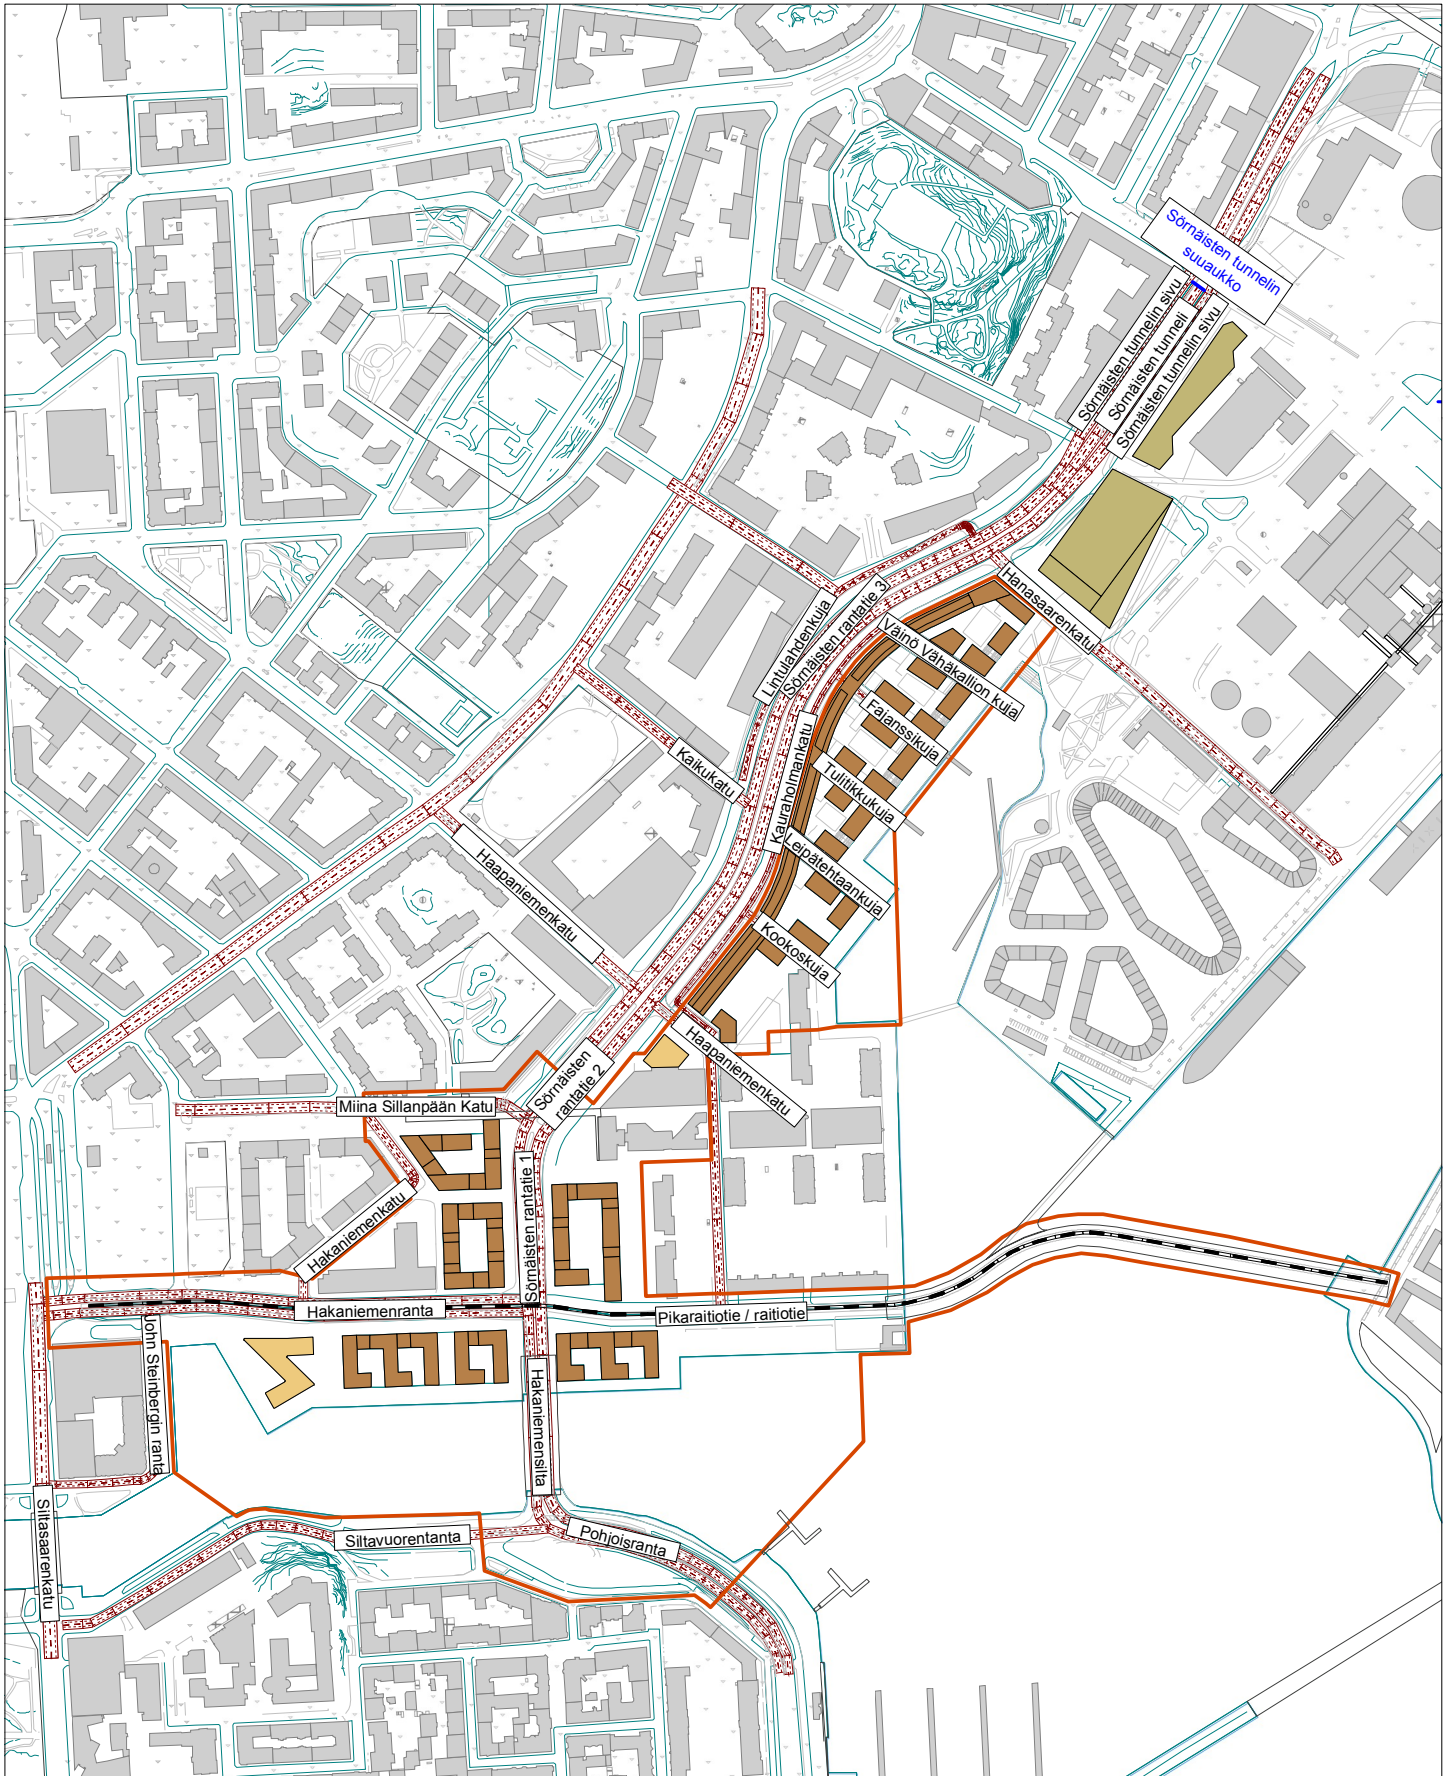 Sörnäisten tunnelin
suuaukko
Sörnäisten tunnelin sivu
Sörnäisten tunneli
Sörnäisten tunnelin sivu
Hanasaarenkatu
Lintulahdenkuja
Sörnäisten rantatie 3
Väinö Vähäkallion kuja
Fajanssikuja
Kaikukatu
Kauraholmankatu
Tulitikkukuja
Leipätehtaankuja
Haapaniemenkatu
Kookoskuja
Haapaniemenkatu
Sörnäisten
rantatie 2
Miina Sillanpään Katu
Hakaniemenkatu
Sörnäisten rantatie 1
Hakaniemenranta
Pikaraitiotie / raitiotie
John Steinbergin ranta
Hakaniemensilta
Siltasaarenkatu
Siltavuorentanta
Pohjoisranta